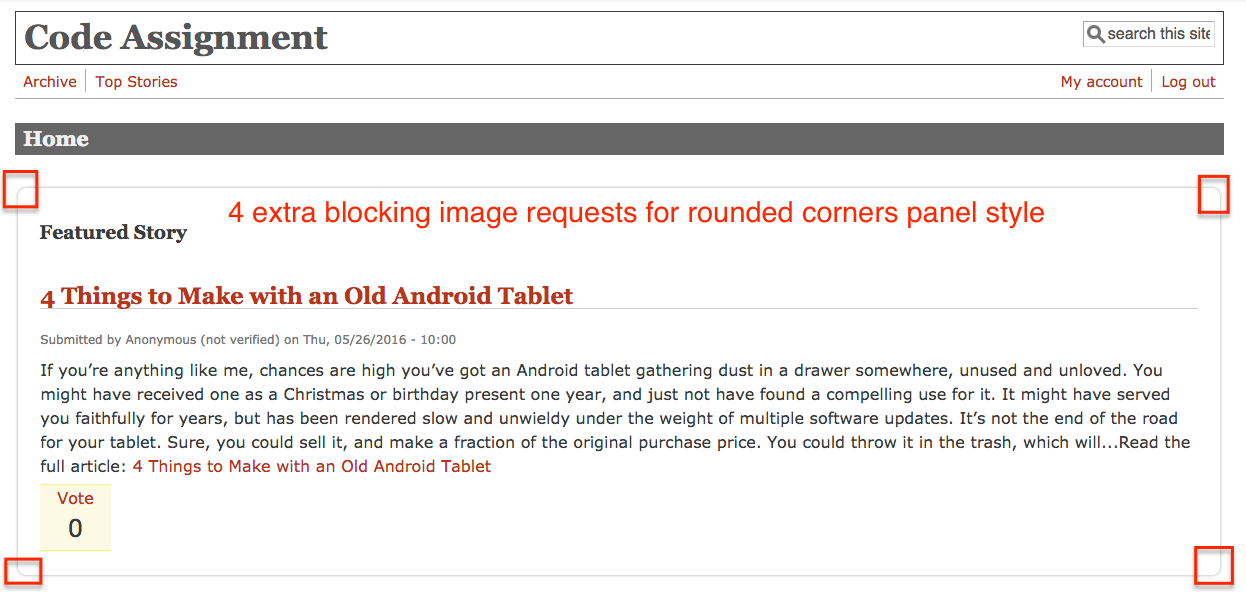 Code Assignment
search this site
Archive
Top Stories
My account
Log out
Home
4 extra blocking image requests for rounded corners panel style
Featured Story
4 Things to Make with an Old Android Tablet
Submitted by Anonymous (not verified) on Thu, 05/26/2016 - 10:00
If you’re anything like me, chances are high you’ve got an Android tablet gathering dust in a drawer somewhere, unused and unloved. You
might have received one as a Christmas or birthday present one year, and just not have found a compelling use for it. It might have served
you faithfully for years, but has been rendered slow and unwieldy under the weight of multiple software updates. It’s not the end of the road
for your tablet. Sure, you could sell it, and make a fraction of the original purchase price. You could throw it in the trash, which will...Read the
full article: 4 Things to Make with an Old Android Tablet
Vote
0